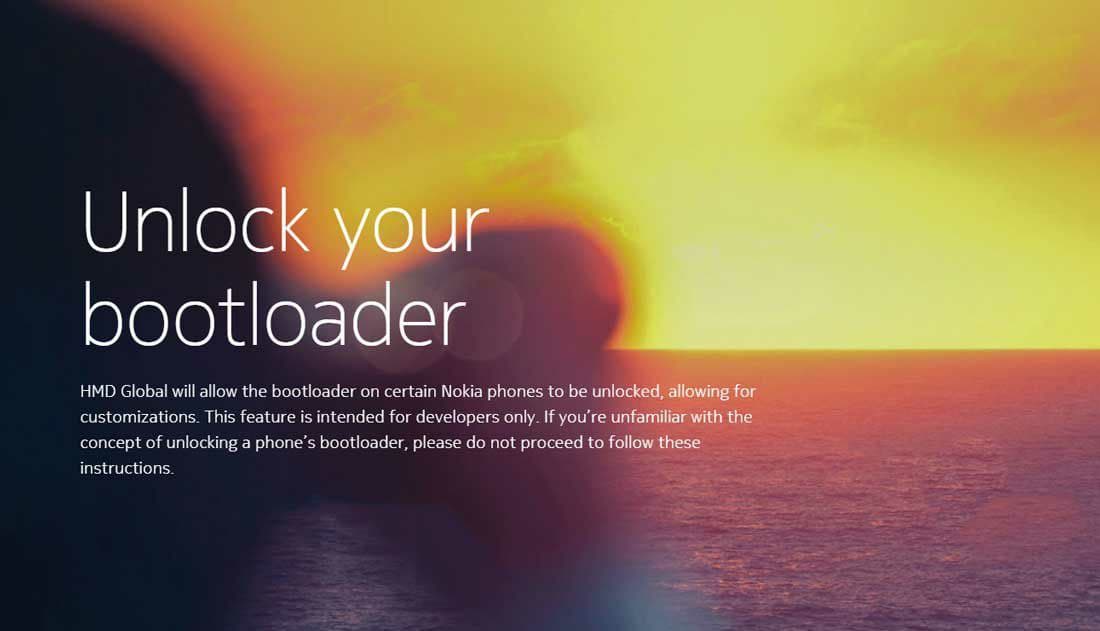 Unlock your
bootloader
HMD Global will allow the bootloader on certain Nokia phones to be unlocked, allowing for
customizations. This feature is intended for developers only. If you’re unfamiliar with the
concept of unlocking a phone’s bootloader, please do not proceed to follow these
instructions.